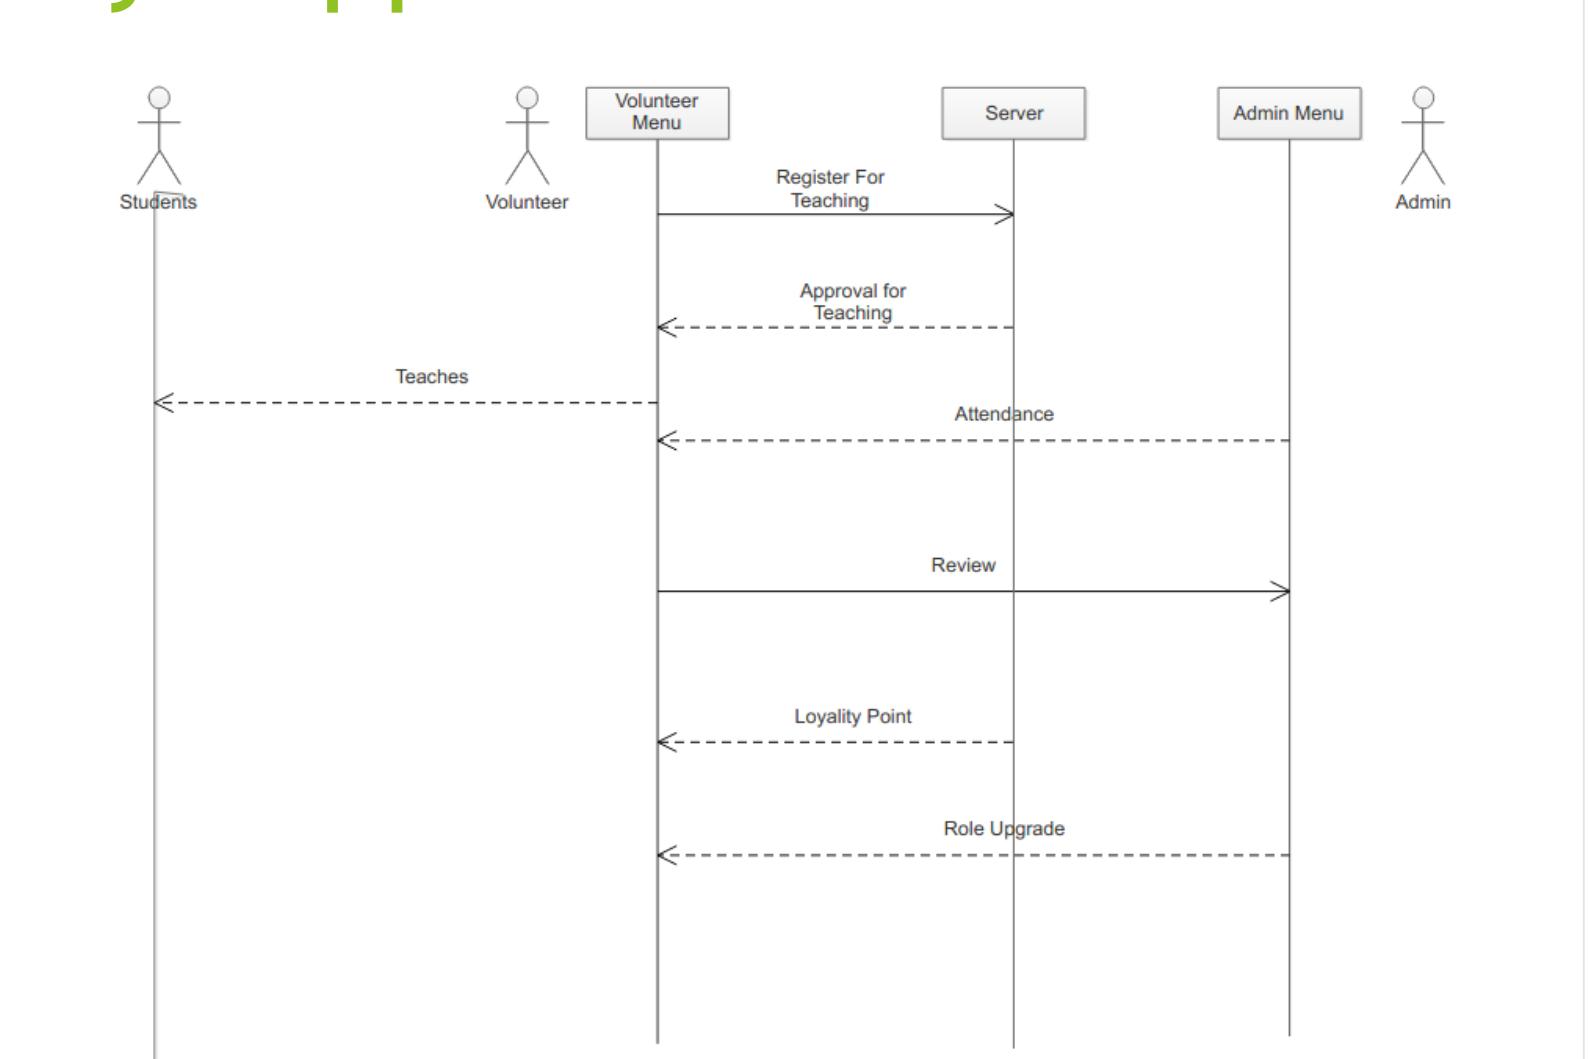 Volunteer
Menu
Server
Admin Menu
Students
Volunteer
Admin
Register For
Teaching
Approval for
Teaching
Teaches
Attendance
Review
Loyality Point
Role Upgrade